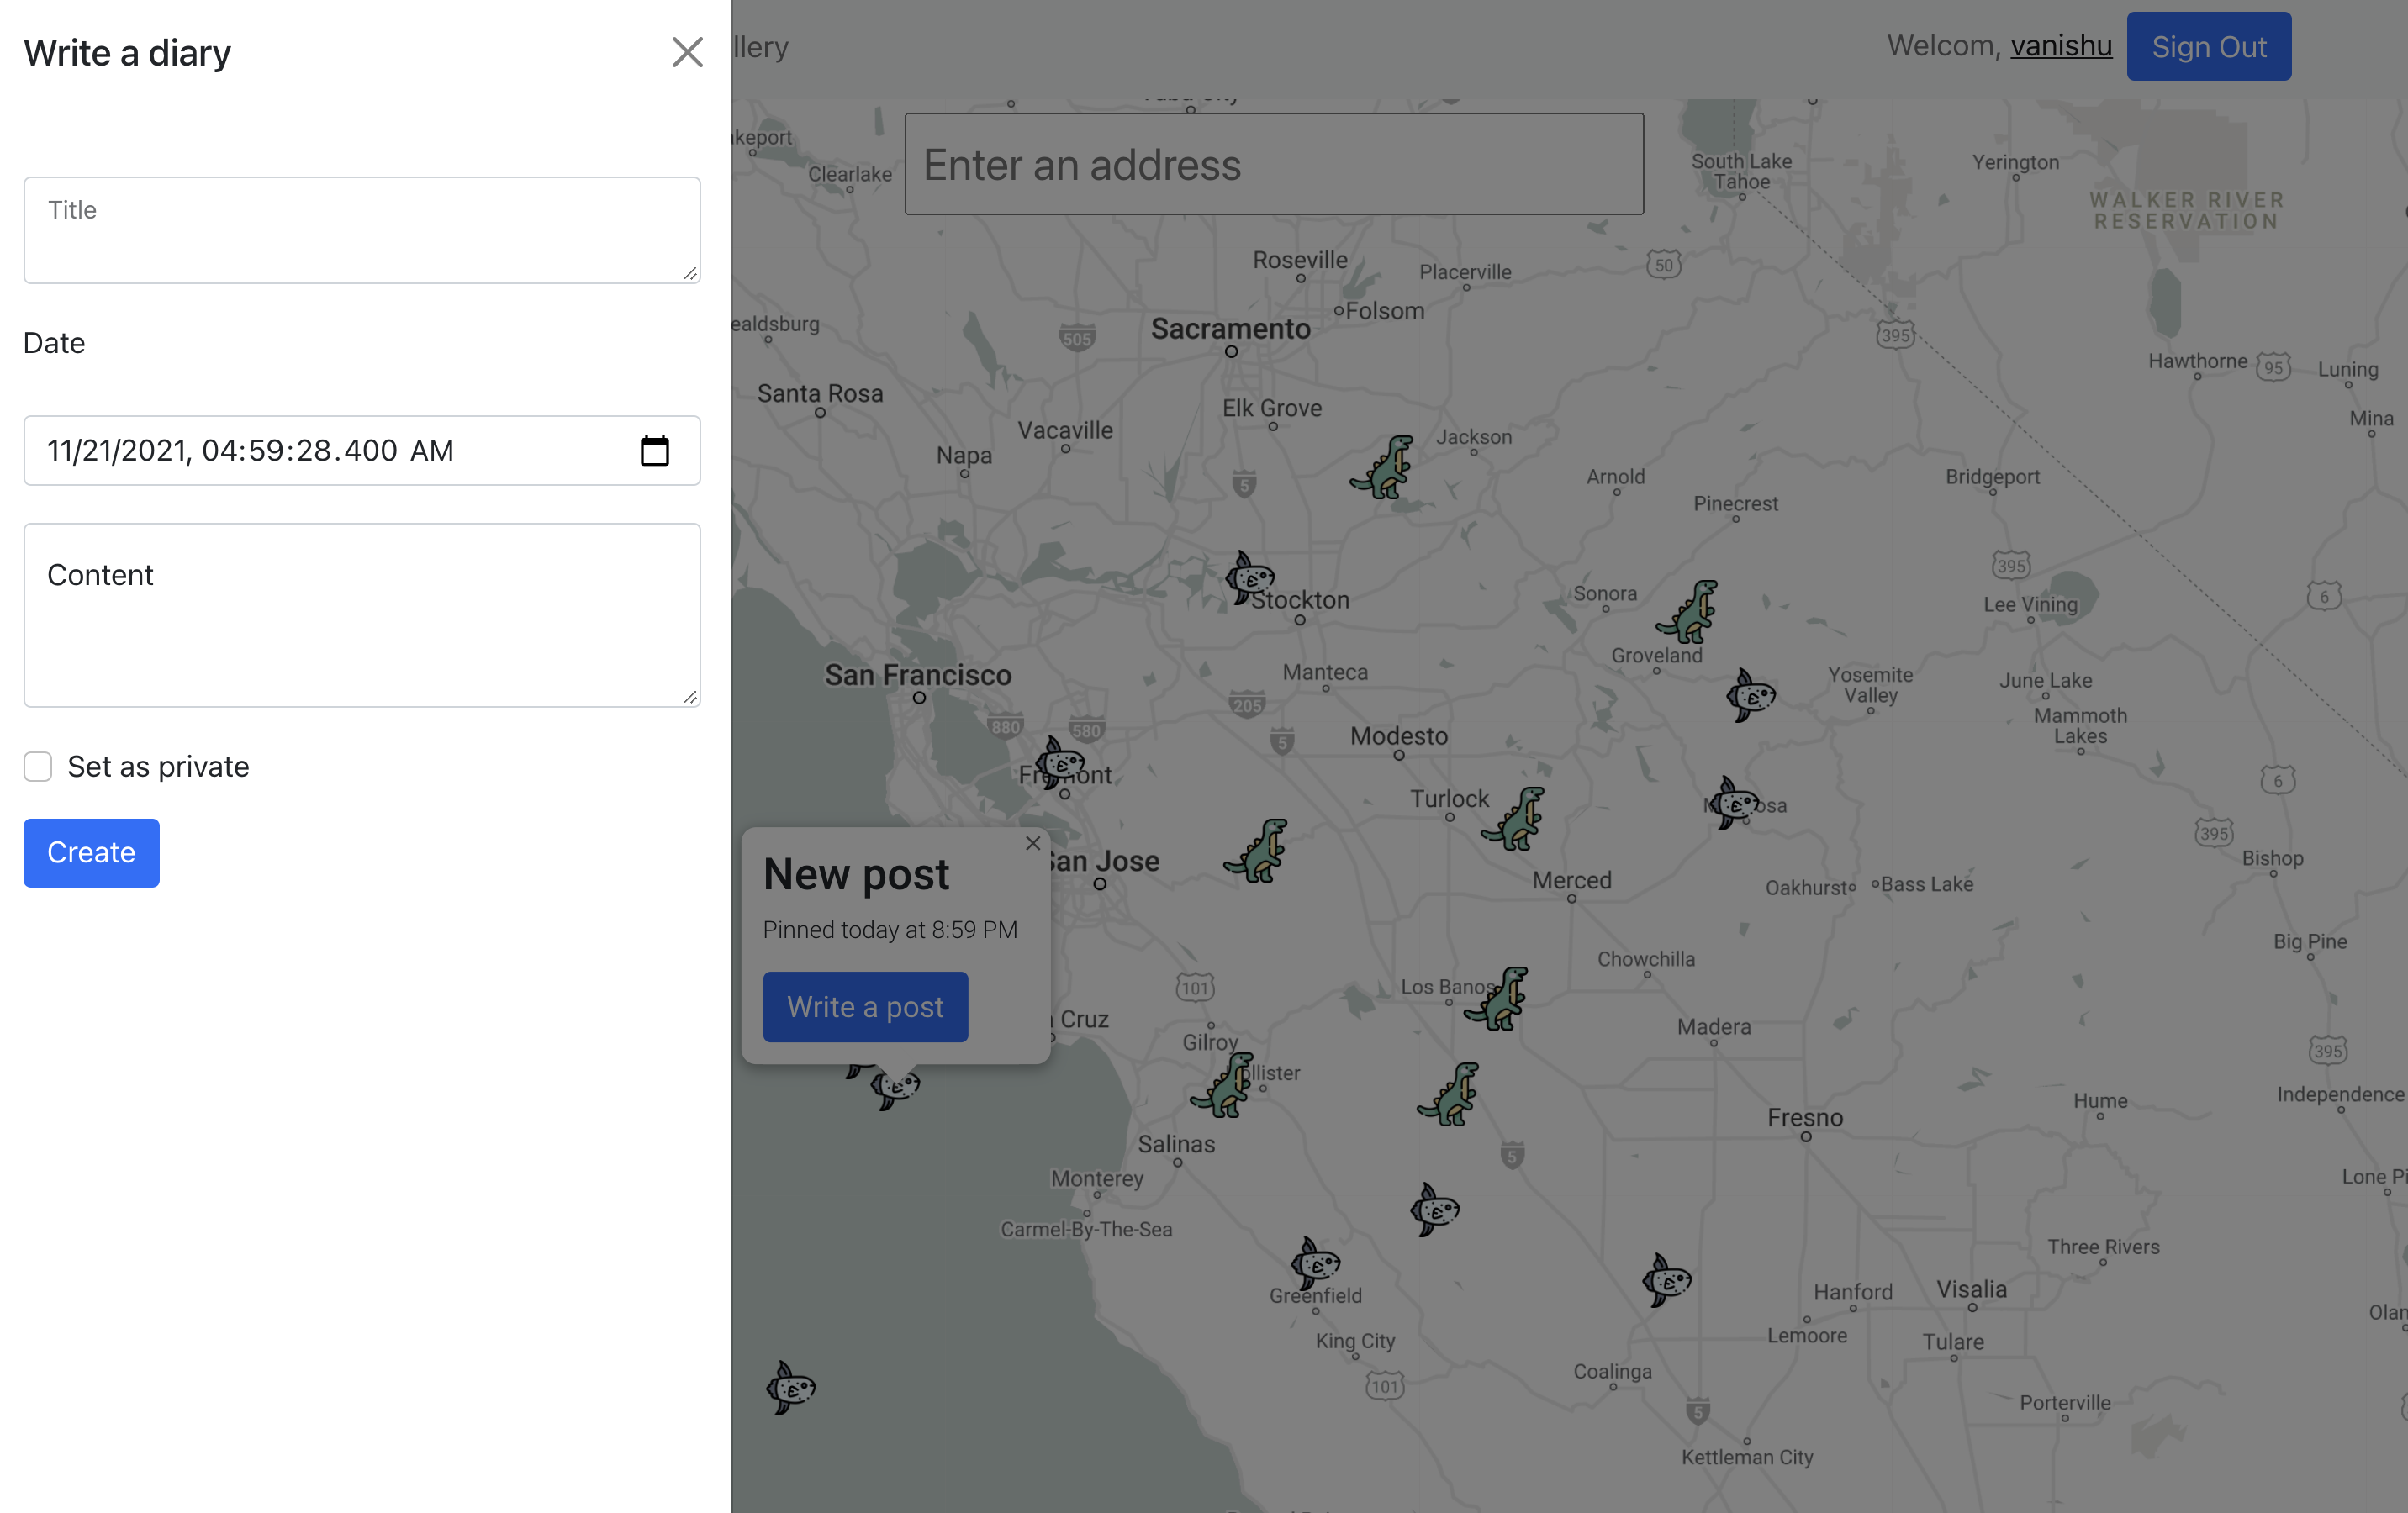 Write a diary
Title
Date
11/21/2021, 04:59:28.400 AM
Content
Set as private
Create
llery
Welcom, vanishu
Sign Out
Enter an address
keport
Clearlake
South Lake
Tahoe
Yerington
WALKER RIVER
RESERVATION
Roseville
Placerville
50
Folsom
ealdsburg
505
Sacramento
395
Hawthorne
95
Luning
Santa Rosa
Elk Grove
Mina
Vacaville
Jackson
Napa
5
Arnold
Bridgeport
Pinecrest
395
Stockton
Sonora
Lee Vining
6
San Francisco
Manteca
Groveland
Yosemite
Valley
June Lake
880
580
205
5
Modesto
Mammoth
Lakes
Turlock
6
395
San Jose
Merced
Oakhurst
Bass Lake
Bishop
New post
Pinned today at 8:59 PM
Write a post
Big Pine
Chowchilla
101
Los Banos
Cruz
Gilroy
Madera
395
ollister
Independence
Hume
Fresno
Salinas
5
Monterey
Lone Pi
Carmel-By-The-Sea
Three Rivers
Greenfield
Hanford
Visalia
Olan
King City
Lemoore
Tulare
Coalinga
101
5
Porterville
Kettleman City